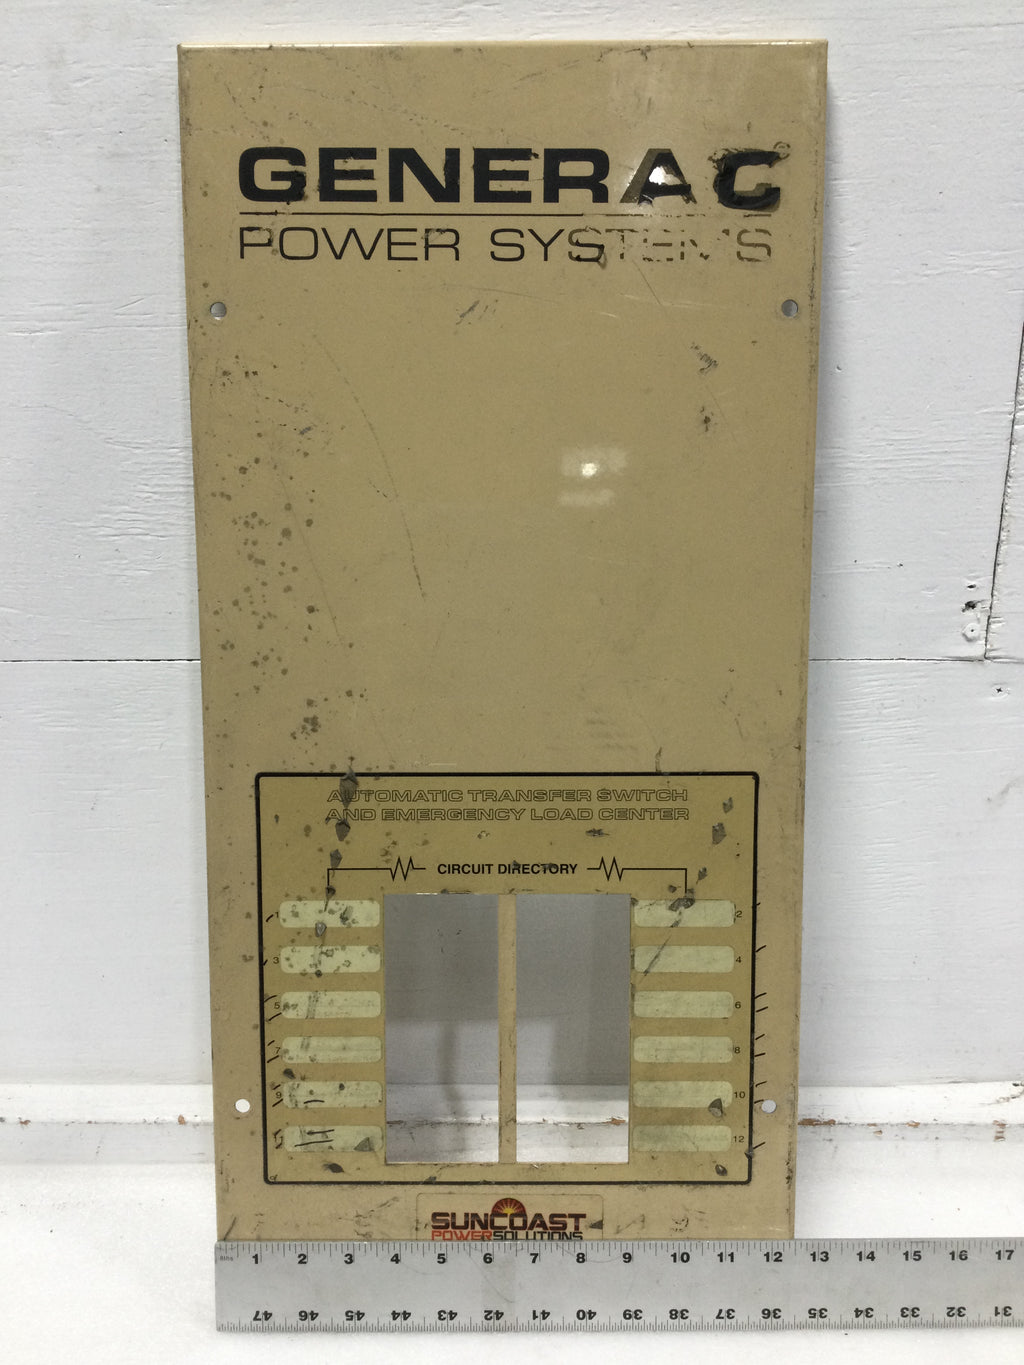 GENERAC
POWER SYSTEMS
AUTOMATIC TRANSFER SWITCH
AND EMERGENCY LOAD CENTER
CIRCUIT DIRECTORY
1 2
3 4
5 6
7 8
9 10
12
SUNCOAST
POWERSOLUTIONS
8ths 1 2 3 4 5 6 7 8 9 10 11 12 13 14 15 16 17
47 46 45 44 43 42 41 40 39 38 37 36 35 34 33 32 31